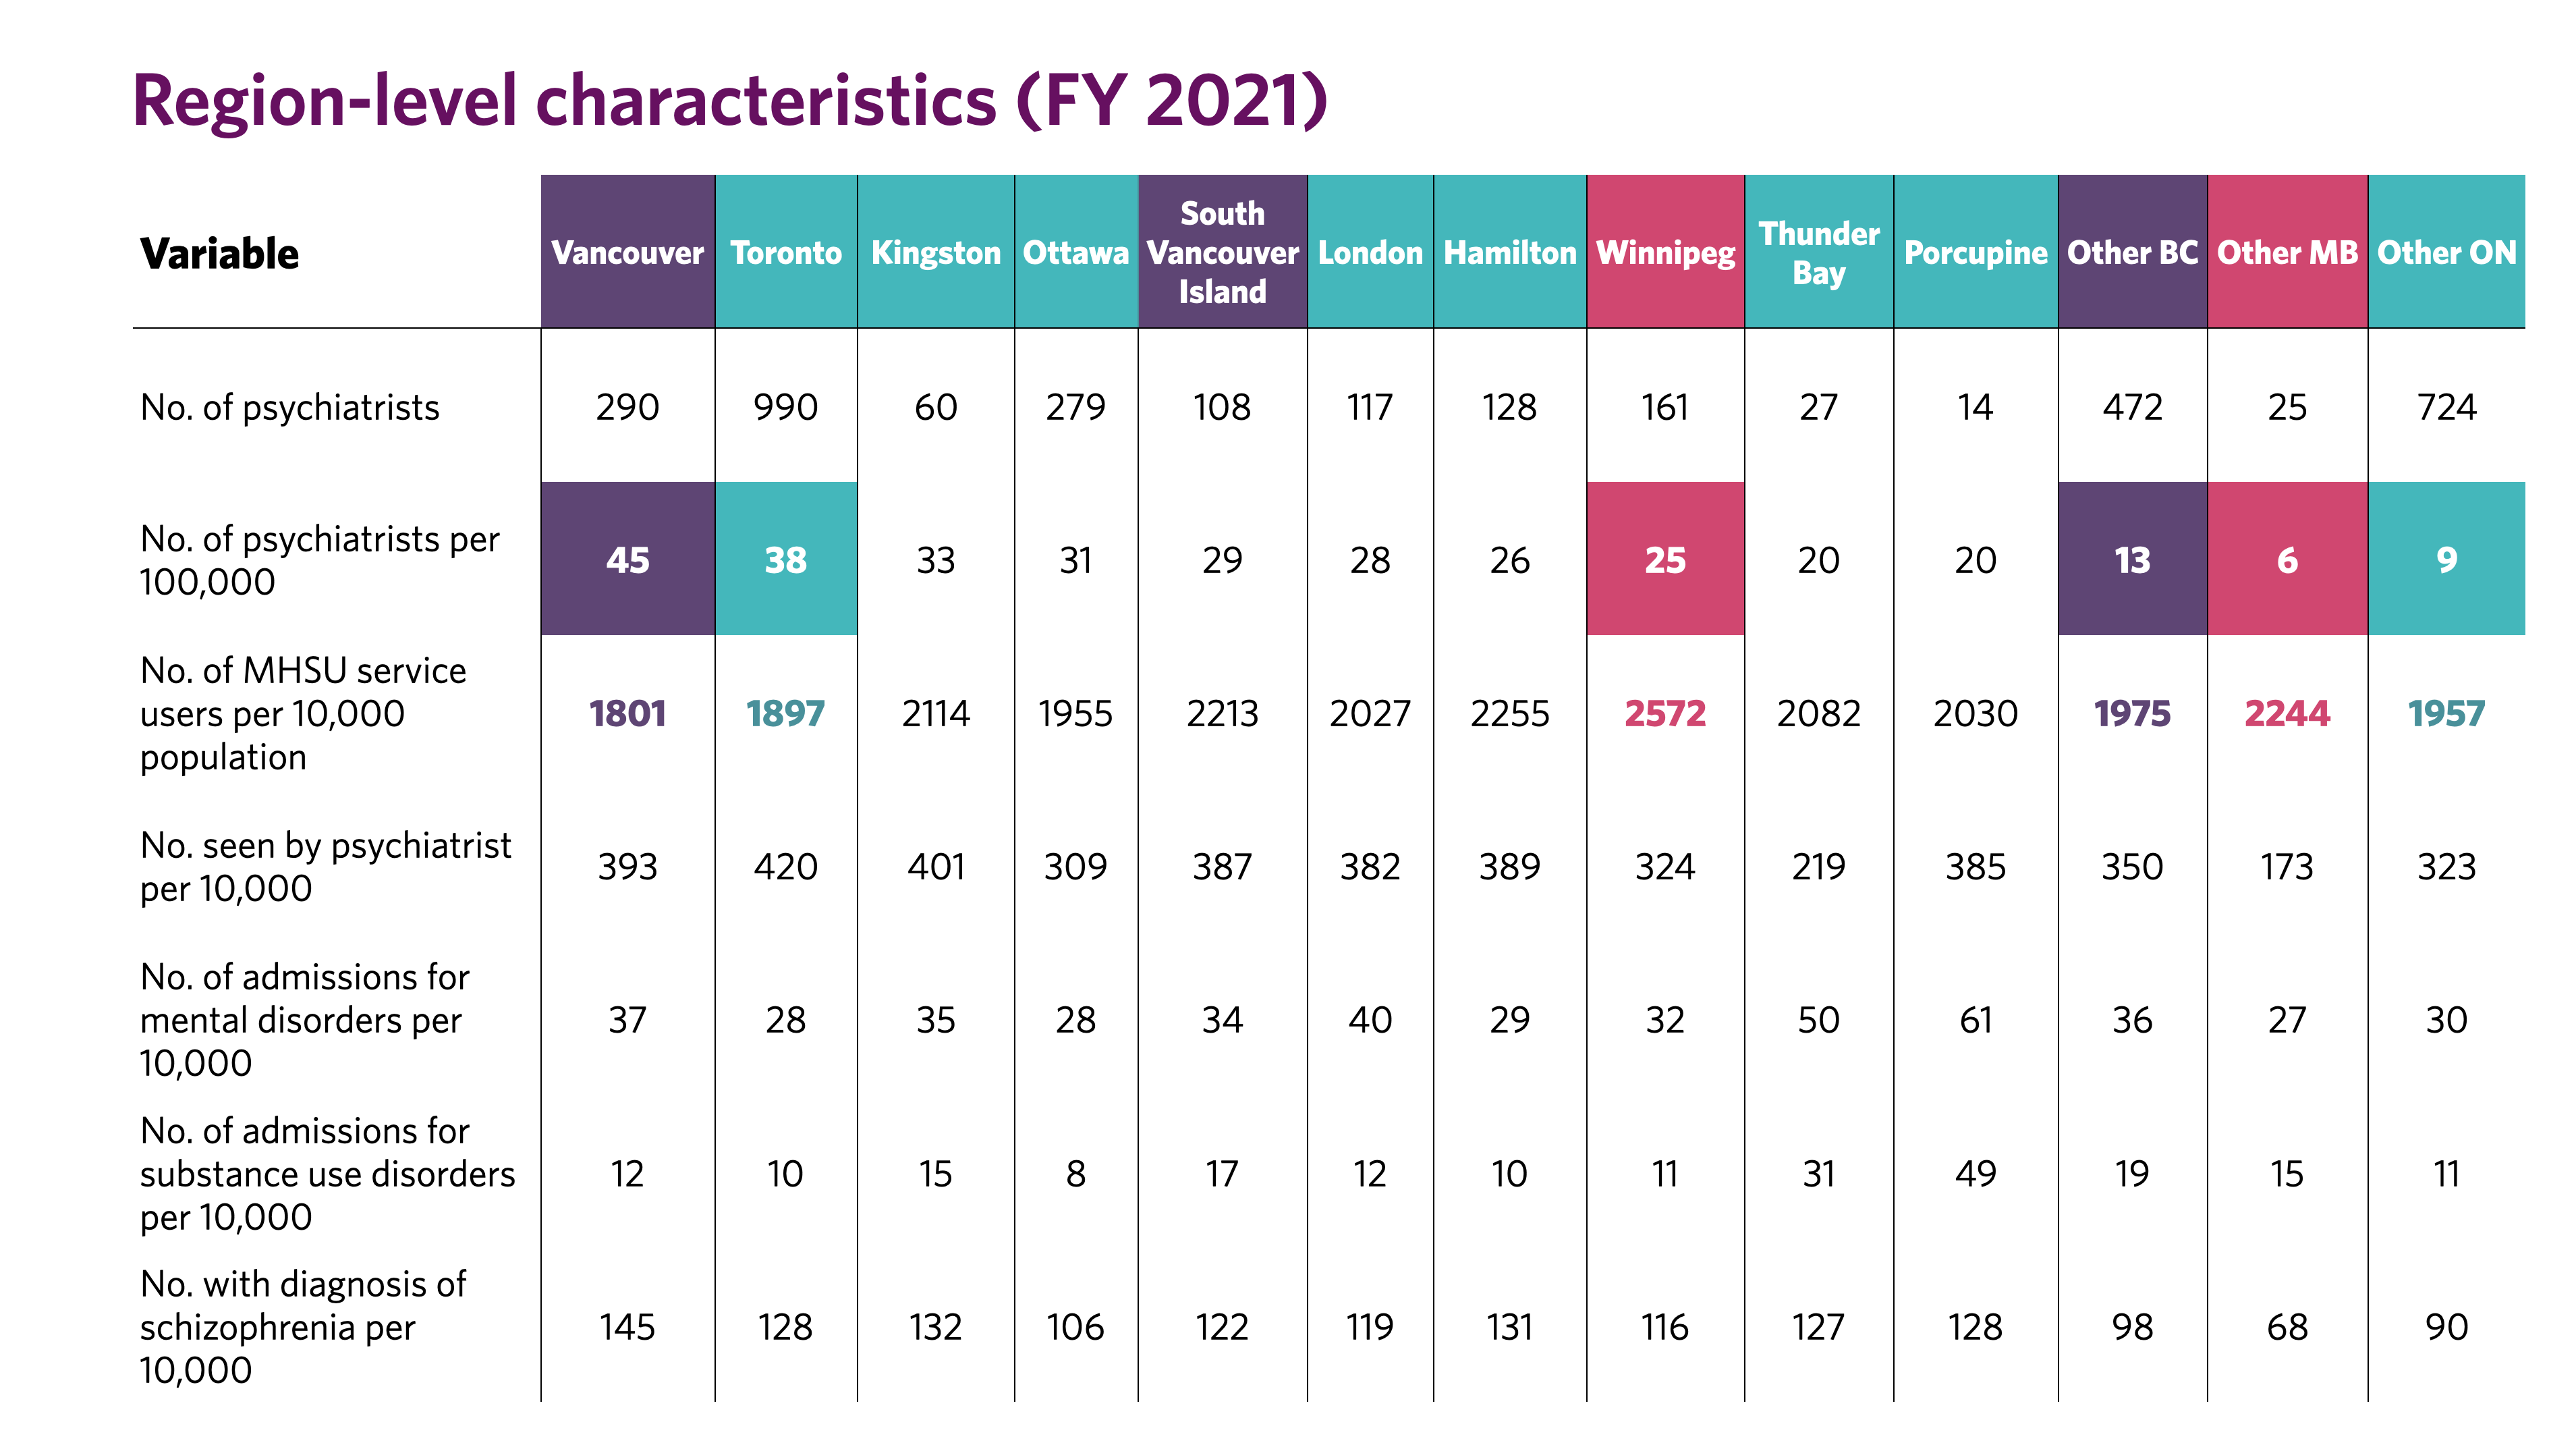 Region-level characteristics (FY 2021)
Variable
Vancouver
Toronto
Kingston
Ottawa
South
Vancouver
Island
London
Hamilton
Winnipeg
Thunder
Bay
Porcupine
Other BC
Other MB
Other ON
No. of psychiatrists
290 990 60 279 108 117 128 161 27 14 472 25 724
No. of psychiatrists per
100,000
45 38 33 31 29 28 26 25 20 20 13 6 9
No. of MHSU service
users per 10,000
population
1801 1897 2114 1955 2213 2027 2255 2572 2082 2030 1975 2244 1957
No. seen by psychiatrist
per 10,000
393 420 401 309 387 382 389 324 219 385 350 173 323
No. of admissions for
mental disorders per
10,000
37 28 35 28 34 40 29 32 50 61 36 27 30
No. of admissions for
substance use disorders
per 10,000
12 10 15 8 17 12 10 11 31 49 19 15 11
No. with diagnosis of
schizophrenia per
10,000
145 128 132 106 122 119 131 116 127 128 98 68 90